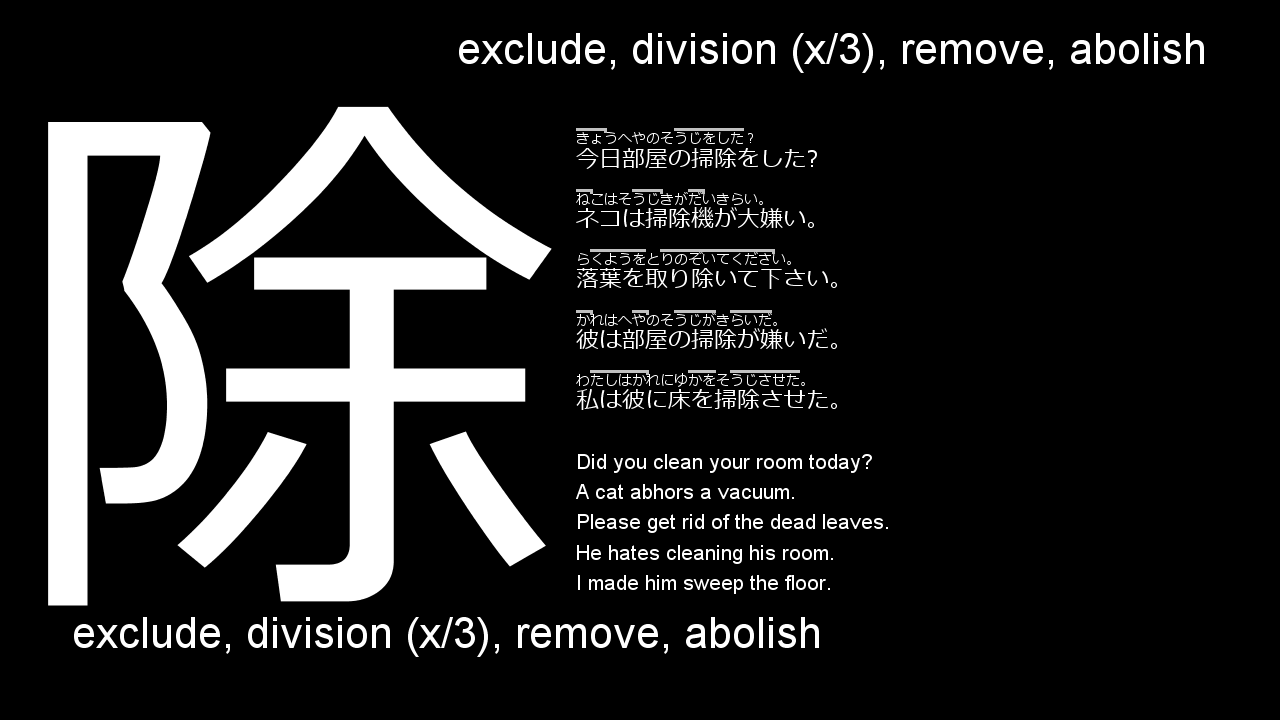 exclude, division (x/3), remove, abolish
除
きょうへやのそうじをした？
今日部屋の掃除をした?
ねこはそうじきがだいきらい。
ネコは掃除機が大嫌い。
らくようをとりのぞいてください。
落葉を取り除いて下さい。
かれはへやのそうじがきらいだ。
彼は部屋の掃除が嫌いだ。
わたしはかれにゆかをそうじさせた。
私は彼に床を掃除させた。
Did you clean your room today?
A cat abhors a vacuum.
Please get rid of the dead leaves.
He hates cleaning his room.
I made him sweep the floor.
exclude, division (x/3), remove, abolish